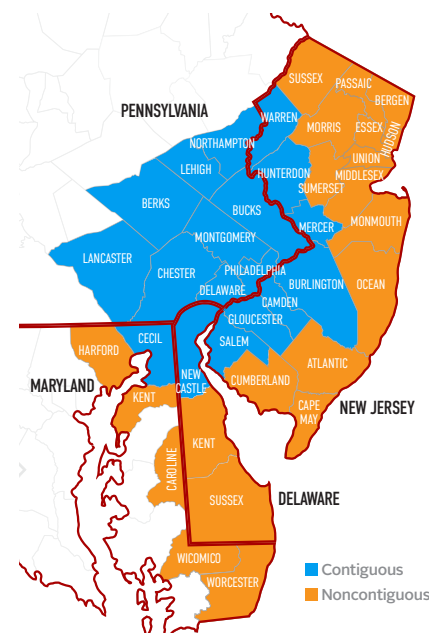 SUSSEX
PASSAIC
BERGEN
PENNSYLVANIA
WARREN
MORRIS
ESSEX
HUDSON
NORTHAMPTON
UNION
LEHIGH
HUNTERDON
MIDDLESEX
SUMERSET
BERKS
BUCKS
MERCER
MONMOUTH
MONTGOMERY
LANCASTER
CHESTER
PHILADELPHIA
OCEAN
DELAWARE
BURLINGTON
CAMDEN
GLOUCESTER
CECIL
SALEM
HARFORD
ATLANTIC
NEW
CASTLE
CUMBERLAND
MARYLAND
KENT
CAPE
MAY
NEW JERSEY
KENT
CAROLINE
SUSSEX
DELAWARE
WICOMICO
WORCESTER
Contiguous
Noncontiguous